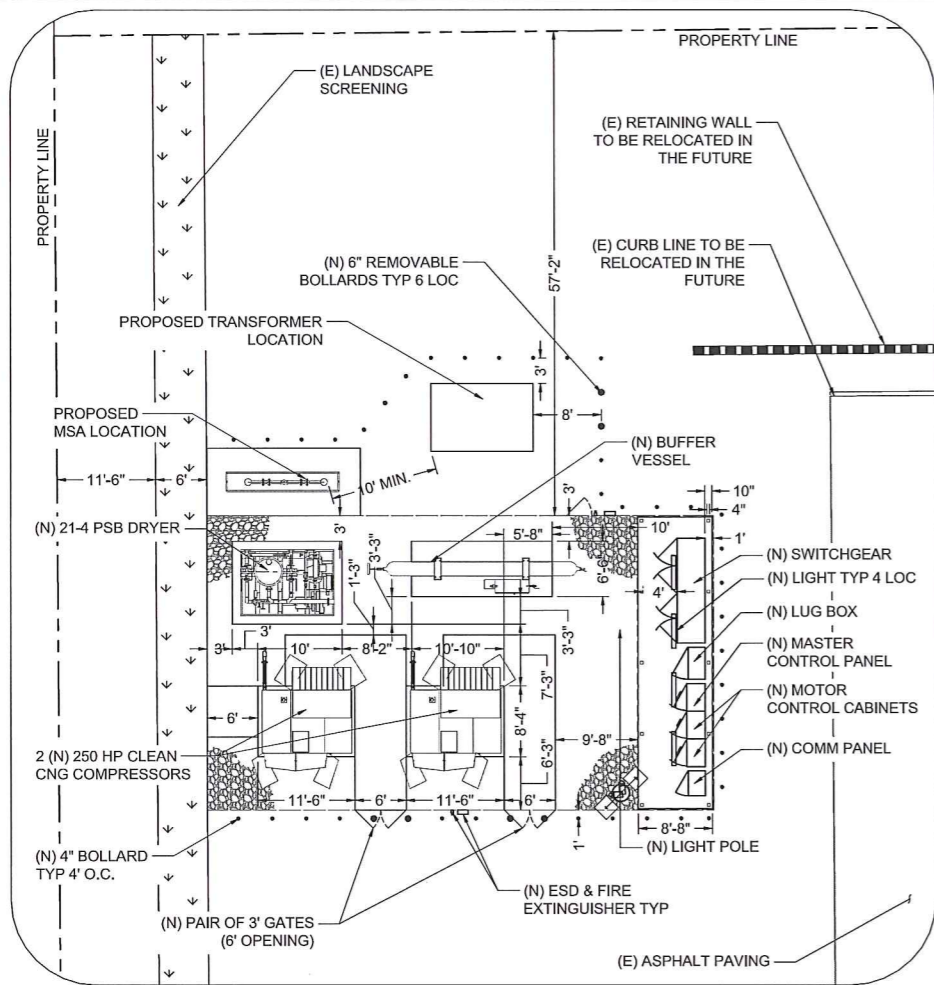 PROPERTY LINE
(E) LANDSCAPE
SCREENING
(E) RETAINING WALL
TO BE RELOCATED IN
THE FUTURE
PROPERTY LINE
(E) CURB LINE TO BE
RELOCATED IN THE
FUTURE
(N) 6" REMOVABLE
BOLLARDS TYP 6 LOC
57'-2"
PROPOSED TRANSFORMER
LOCATION
3'
8'
PROPOSED
MSA LOCATION
(N) BUFFER
VESSEL
11'-6"
6'
10' MIN.
10"
4"
(N) 21-4 PSB DRYER
3'
3'
10'
1'
5'-8"
6'-6"
3'-3"
1'-3"
4'
(N) SWITCHGEAR
(N) LIGHT TYP 4 LOC
(N) LUG BOX
3'
3'
10'
8'-2"
10'-10"
3'-3"
(N) MASTER
CONTROL PANEL
6'
7'-3"
8'-4"
6'-3"
(N) MOTOR
CONTROL CABINETS
2 (N) 250 HP CLEAN
CNG COMPRESSORS
9'-8"
(N) COMM PANEL
11'-6"
6'
11'-6"
6'
1'
8'-8"
(N) LIGHT POLE
(N) 4" BOLLARD
TYP 4' O.C.
(N) ESD & FIRE
EXTINGUISHER TYP
(N) PAIR OF 3' GATES
(6' OPENING)
(E) ASPHALT PAVING